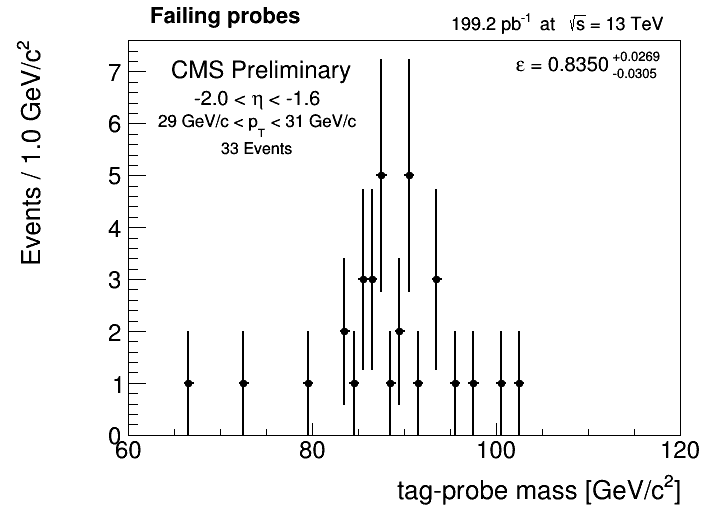 Failing probes
199.2 pb⁻¹ at √s = 13 TeV
CMS Preliminary
-2.0 < η < -1.6
29 GeV/c < p_T < 31 GeV/c
33 Events
ε = 0.8350 +0.0269 -0.0305
Events / 1.0 GeV/c²
7
6
5
4
3
2
1
0
60 80 100 120
tag-probe mass [GeV/c²]